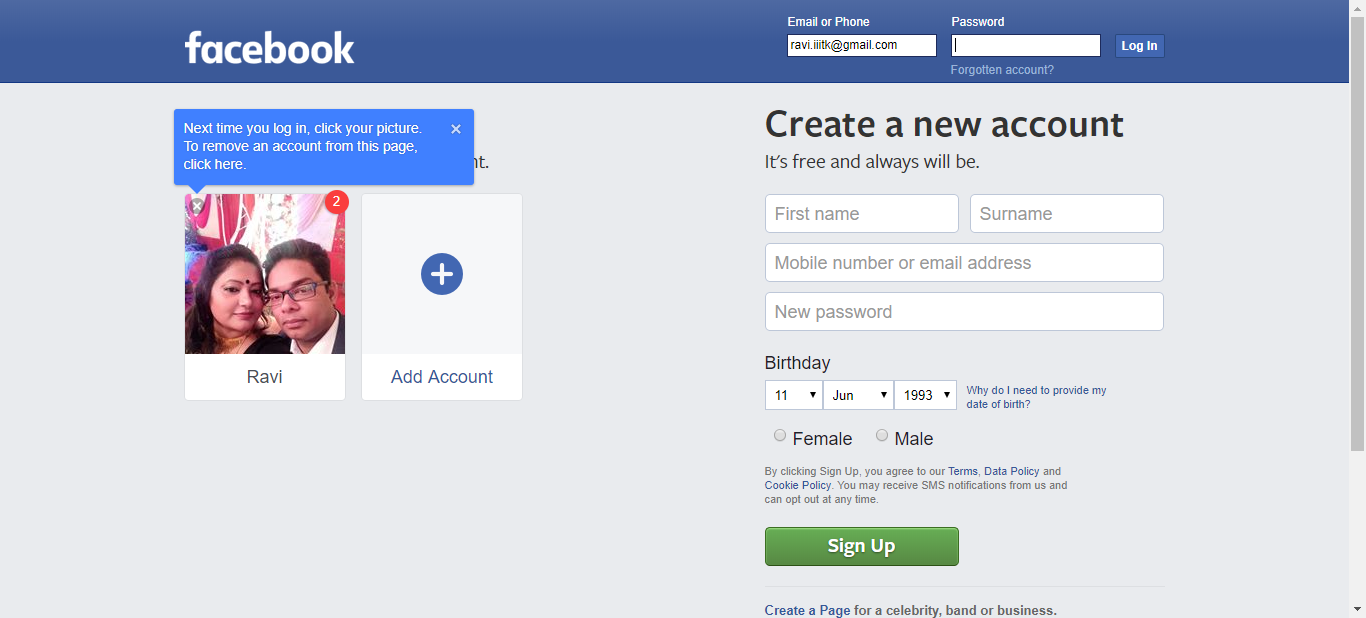 facebook
Email or Phone
Password
ravi.iiitk@gmail.com
Log In
Forgotten account?
Next time you log in, click your picture.
To remove an account from this page,
click here.
2
Ravi
Add Account
Create a new account
It's free and always will be.
First name
Surname
Mobile number or email address
New password
Birthday
11 Jun 1993
Why do I need to provide my
date of birth?
Female Male
By clicking Sign Up, you agree to our Terms, Data Policy and
Cookie Policy. You may receive SMS notifications from us and
can opt out at any time.
Sign Up
Create a Page for a celebrity, band or business.